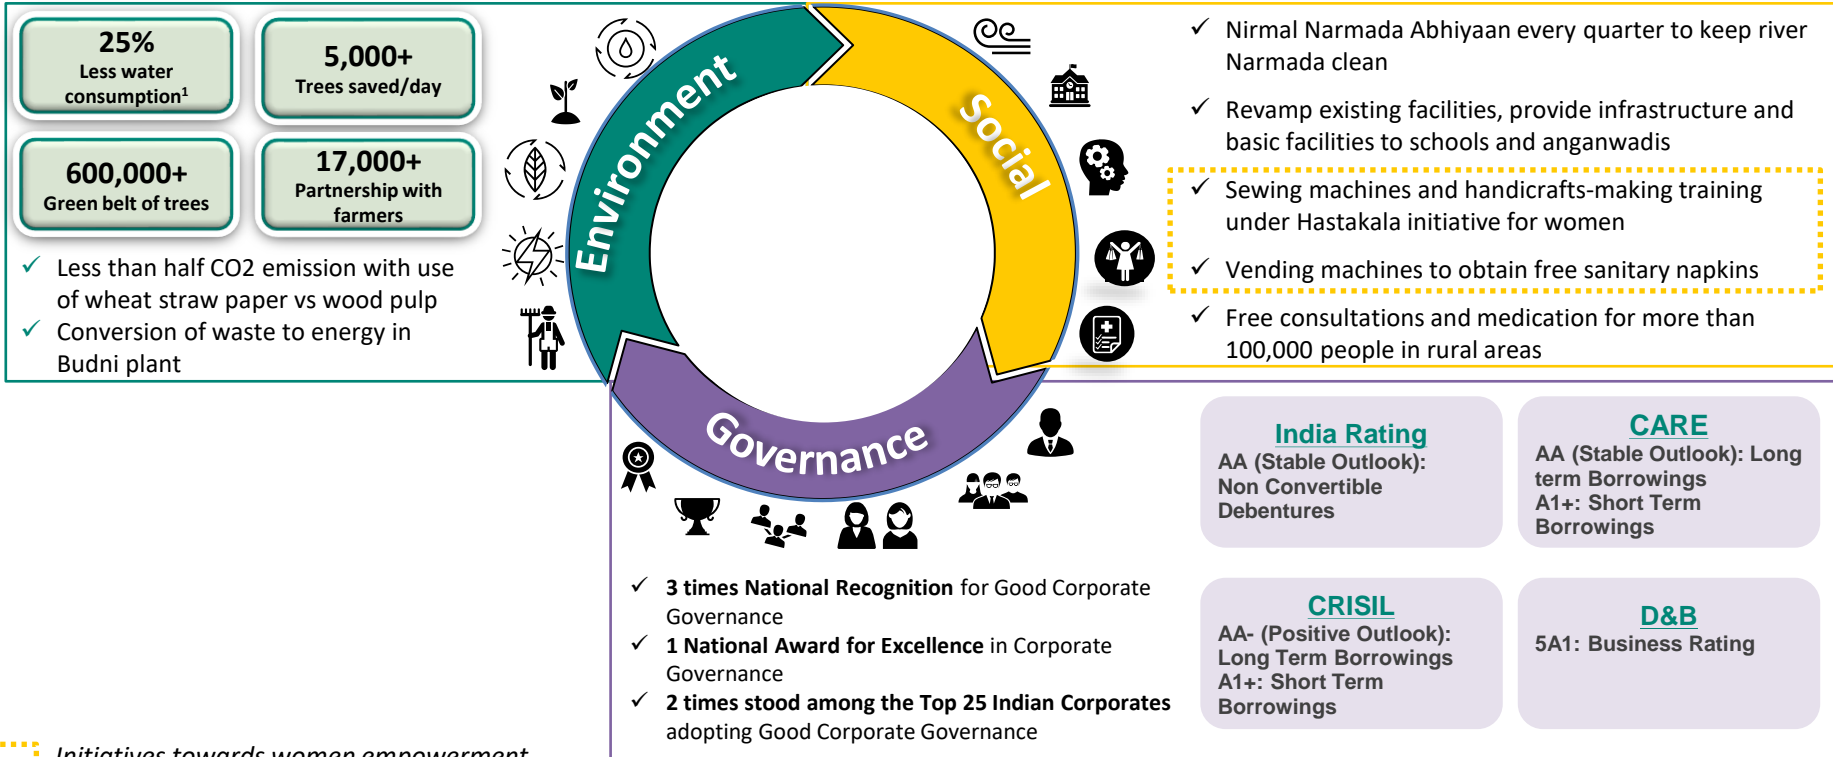 25%
Less water
consumption1
5,000+
Trees saved/day
600,000+
Green belt of trees
17,000+
Partnership with
farmers
✓ Less than half CO2 emission with use
of wheat straw paper vs wood pulp
✓ Conversion of waste to energy in
Budni plant
Environment
Social
Governance
✓ Nirmal Narmada Abhiyaan every quarter to keep river
Narmada clean
✓ Revamp existing facilities, provide infrastructure and
basic facilities to schools and anganwadis
✓ Sewing machines and handicrafts-making training
under Hastakala initiative for women
✓ Vending machines to obtain free sanitary napkins
✓ Free consultations and medication for more than
100,000 people in rural areas
✓ 3 times National Recognition for Good Corporate
Governance
✓ 1 National Award for Excellence in Corporate
Governance
✓ 2 times stood among the Top 25 Indian Corporates
adopting Good Corporate Governance
India Rating
AA (Stable Outlook):
Non Convertible
Debentures
CARE
AA (Stable Outlook): Long
term Borrowings
A1+: Short Term
Borrowings
CRISIL
AA- (Positive Outlook):
Long Term Borrowings
A1+: Short Term
Borrowings
D&B
5A1: Business Rating
Initiatives towards women empowerment